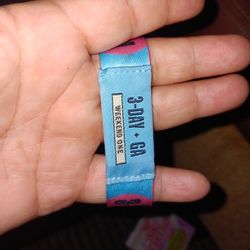 3-DAY • GA
WEEKEND ONE